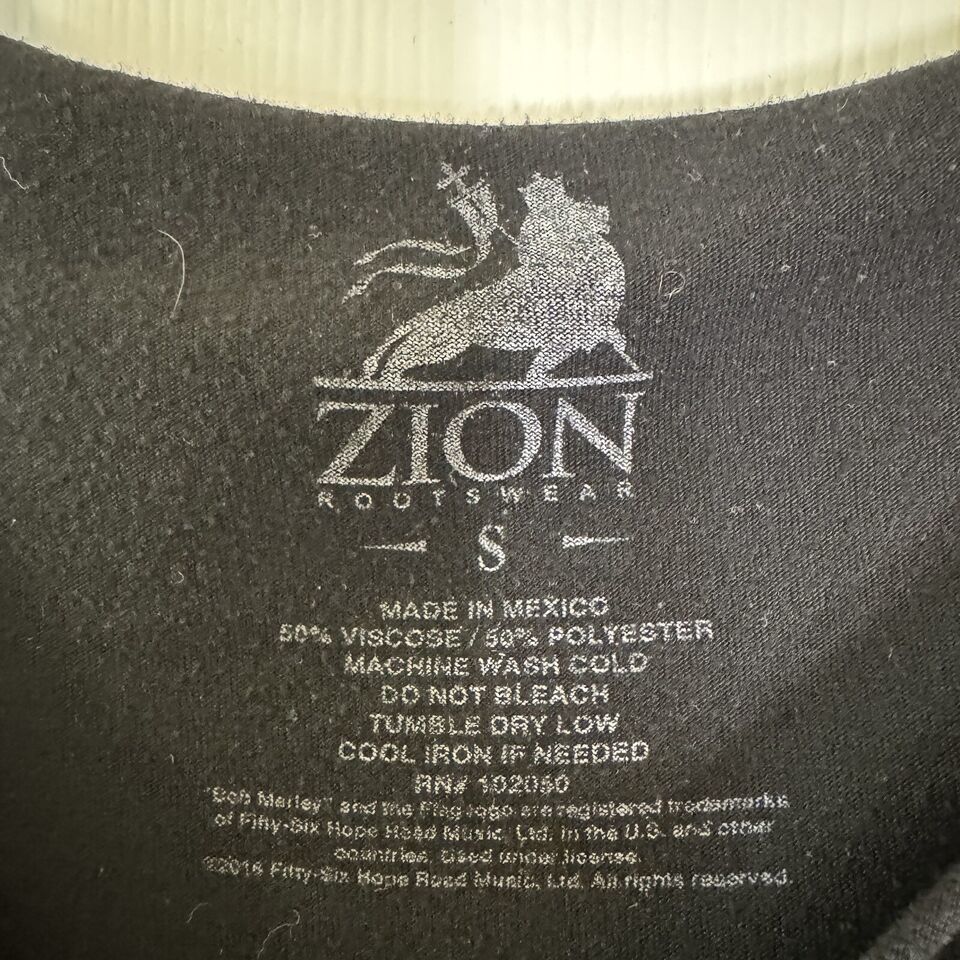 ZION
ROOTSWEAR
S
MADE IN MEXICO
50% VISCOSE / 50% POLYESTER
MACHINE WASH COLD
DO NOT BLEACH
TUMBLE DRY LOW
COOL IRON IF NEEDED
RN# 102050
"Bob Marley" and the Flag logo are registered trademarks
of Fifty-Six Hope Road Music, Ltd. in the U.S. and other
countries. Used under license.
Fifty-Six Hope Road Music, Ltd. All rights reserved.